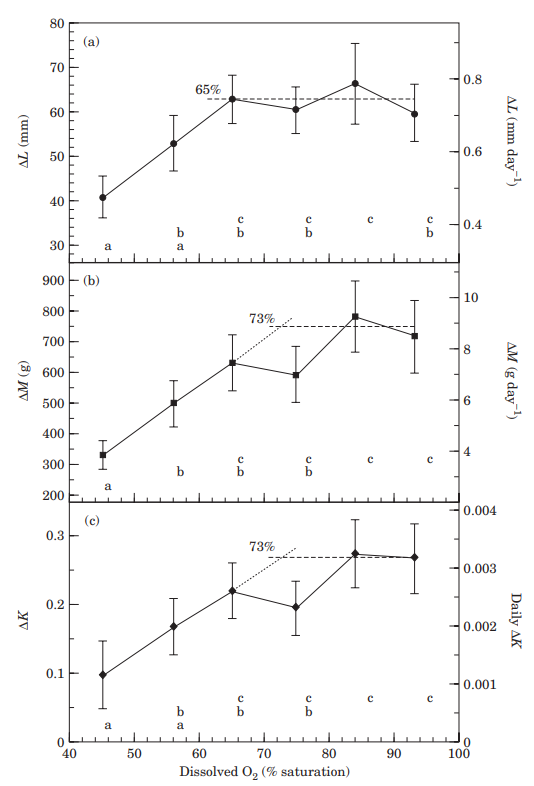 80
(a)
65%
70
0.8
60
ΔL (mm)
ΔL (mm day⁻¹)
50
0.6
40
c c c c
b b b b
0.4
30
a a
(b)
900
10
800
73%
700
8
600
ΔM (g)
ΔM (g day⁻¹)
500
6
400
4
300
c c c c
b b b
200
a
(c)
0.004
0.3
73%
0.003
0.2
ΔK
Daily ΔK
0.002
0.1
0.001
c c c c
b b b
a a
0 0
40 50 60 70 80 90 100
Dissolved O₂ (% saturation)